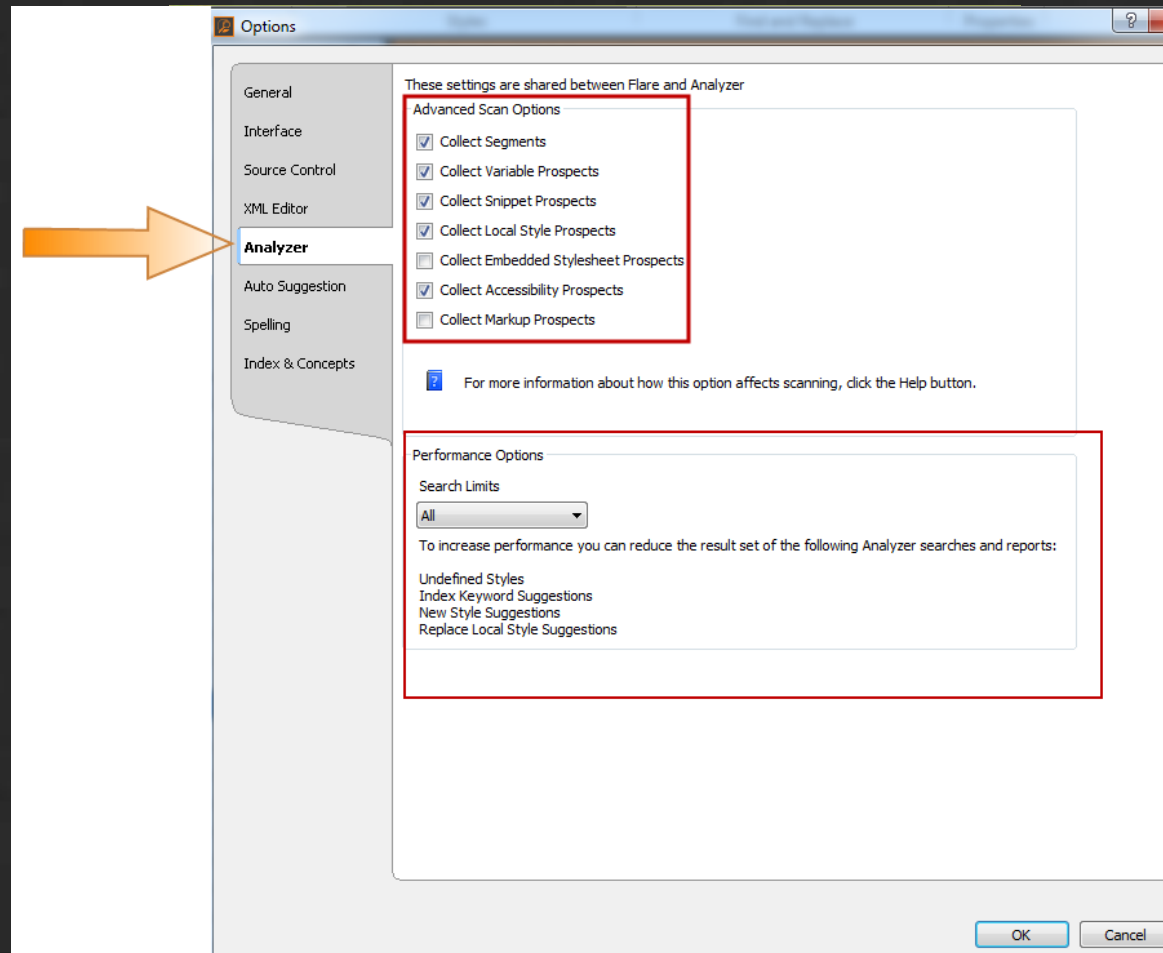 Options
General
Interface
Source Control
XML Editor
Analyzer
Auto Suggestion
Spelling
Index & Concepts
These settings are shared between Flare and Analyzer
Advanced Scan Options
Collect Segments
Collect Variable Prospects
Collect Snippet Prospects
Collect Local Style Prospects
Collect Embedded Stylesheet Prospects
Collect Accessibility Prospects
Collect Markup Prospects
For more information about how this option affects scanning, click the Help button.
Performance Options
Search Limits
All
To increase performance you can reduce the result set of the following Analyzer searches and reports:
Undefined Styles
Index Keyword Suggestions
New Style Suggestions
Replace Local Style Suggestions
OK Cancel